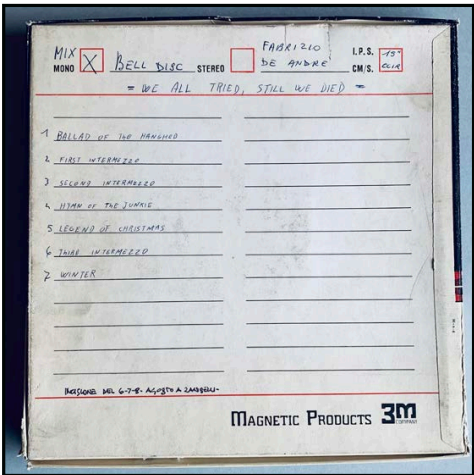 MIX FABRIZIO I.P.S. 15"
MONO X BELL DISC STEREO DE ANDRE' CM/S. CCIR
= WE ALL TRIED, STILL WE DIED =
1 BALLAD OF THE HANGHED
2 FIRST INTERMEZZO
3 SECOND INTERMEZZO
4 HYMN OF THE JUNKIE
5 LEGEND OF CHRISTMAS
6 THIRD INTERMEZZO
7 WINTER
INCISIONE DEL 6-7-8- AGOSTO A
MAGNETIC PRODUCTS 3M
COMPANY